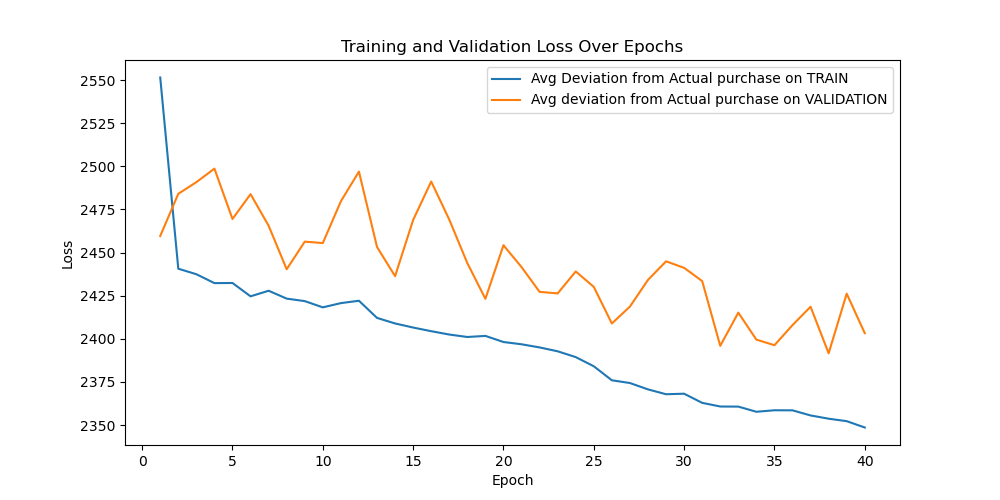 Training and Validation Loss Over Epochs
Avg Deviation from Actual purchase on TRAIN
Avg deviation from Actual purchase on VALIDATION
Loss
2550
2525
2500
2475
2450
2425
2400
2375
2350
0 5 10 15 20 25 30 35 40
Epoch